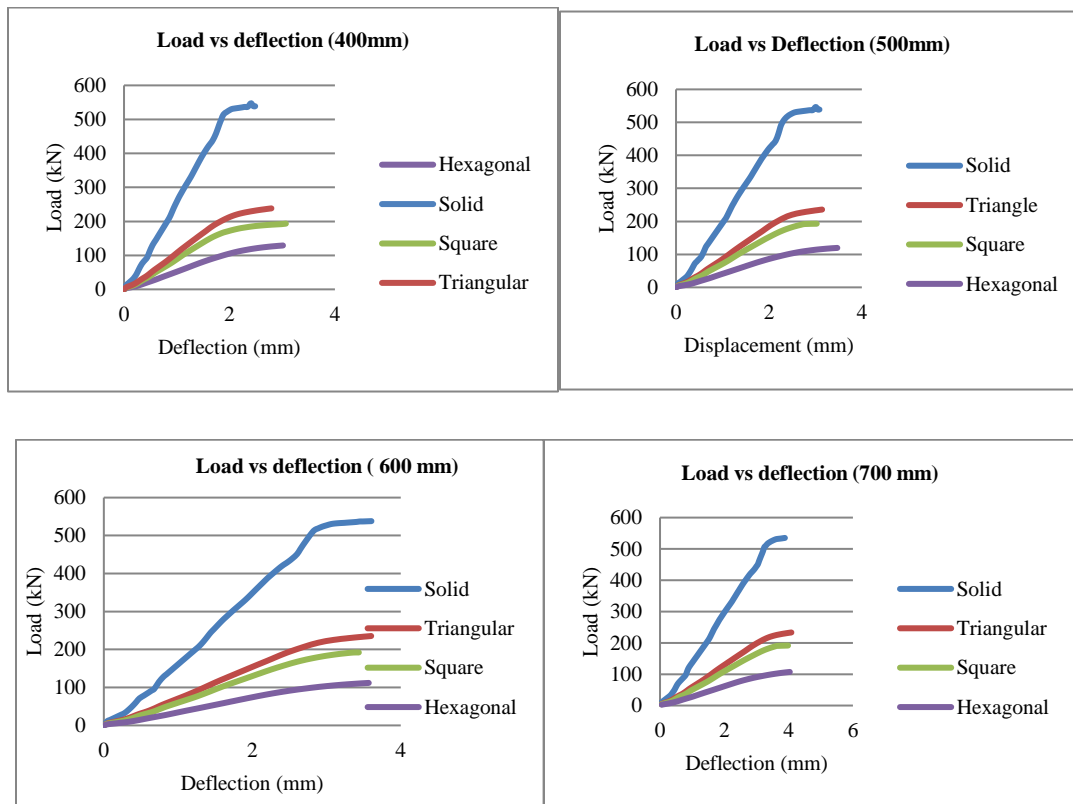 Load vs deflection (400mm)
600
500
400
300
200
100
0
Load (kN)
0 2 4
Deflection (mm)
Hexagonal
Solid
Square
Triangular
Load vs Deflection (500mm)
600
500
400
300
200
100
0
Load (kN)
0 2 4
Displacement (mm)
Solid
Triangle
Square
Hexagonal
Load vs deflection ( 600 mm)
600
500
400
300
200
100
0
Load (kN)
0 2 4
Deflection (mm)
Solid
Triangular
Square
Hexagonal
Load vs deflection (700 mm)
600
500
400
300
200
100
0
Load (kN)
0 2 4 6
Deflection (mm)
Solid
Triangular
Square
Hexagonal